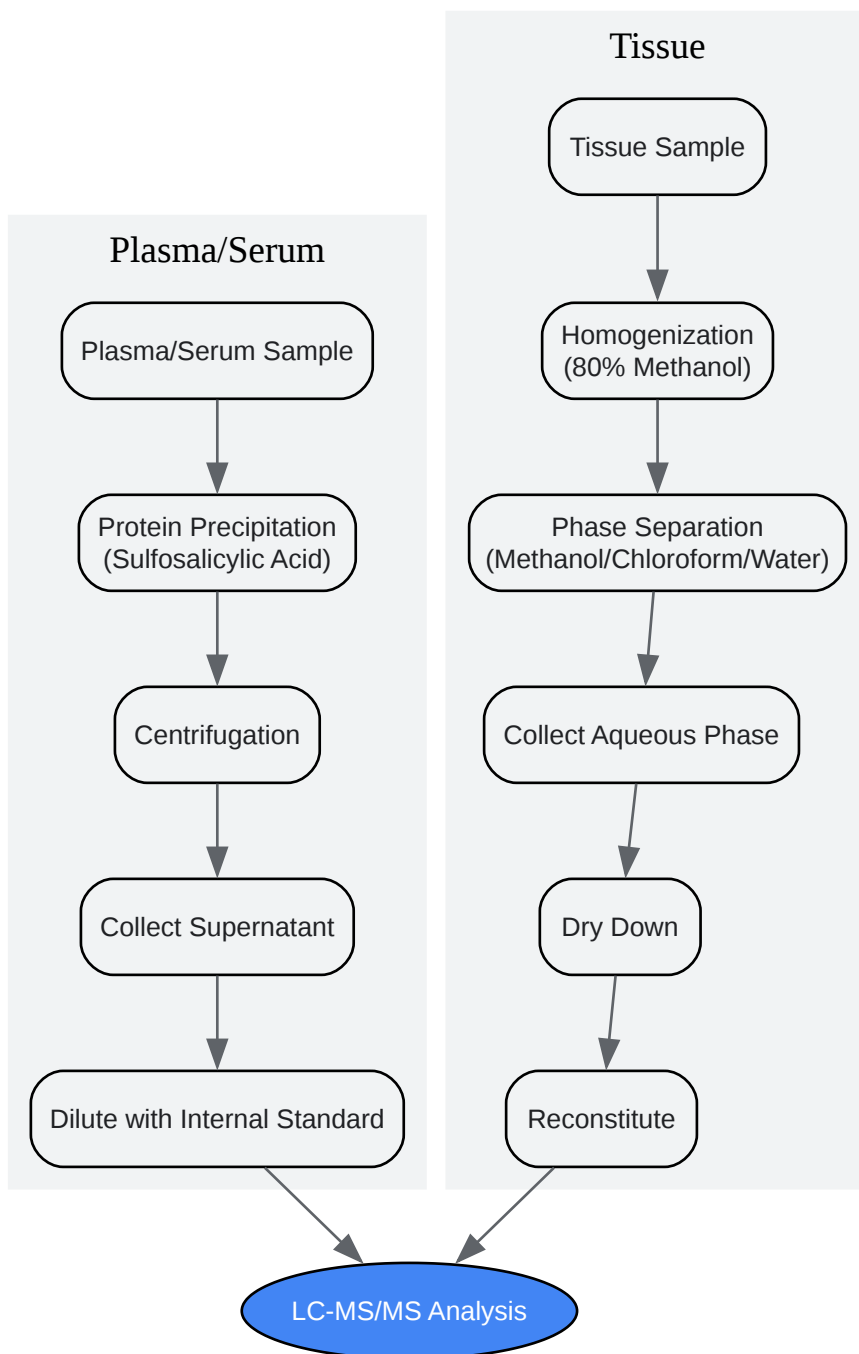 Plasma/Serum
Plasma/Serum Sample
Protein Precipitation
(Sulfosalicylic Acid)
Centrifugation
Collect Supernatant
Dilute with Internal Standard
Tissue
Tissue Sample
Homogenization
(80% Methanol)
Phase Separation
(Methanol/Chloroform/Water)
Collect Aqueous Phase
Dry Down
Reconstitute
LC-MS/MS Analysis